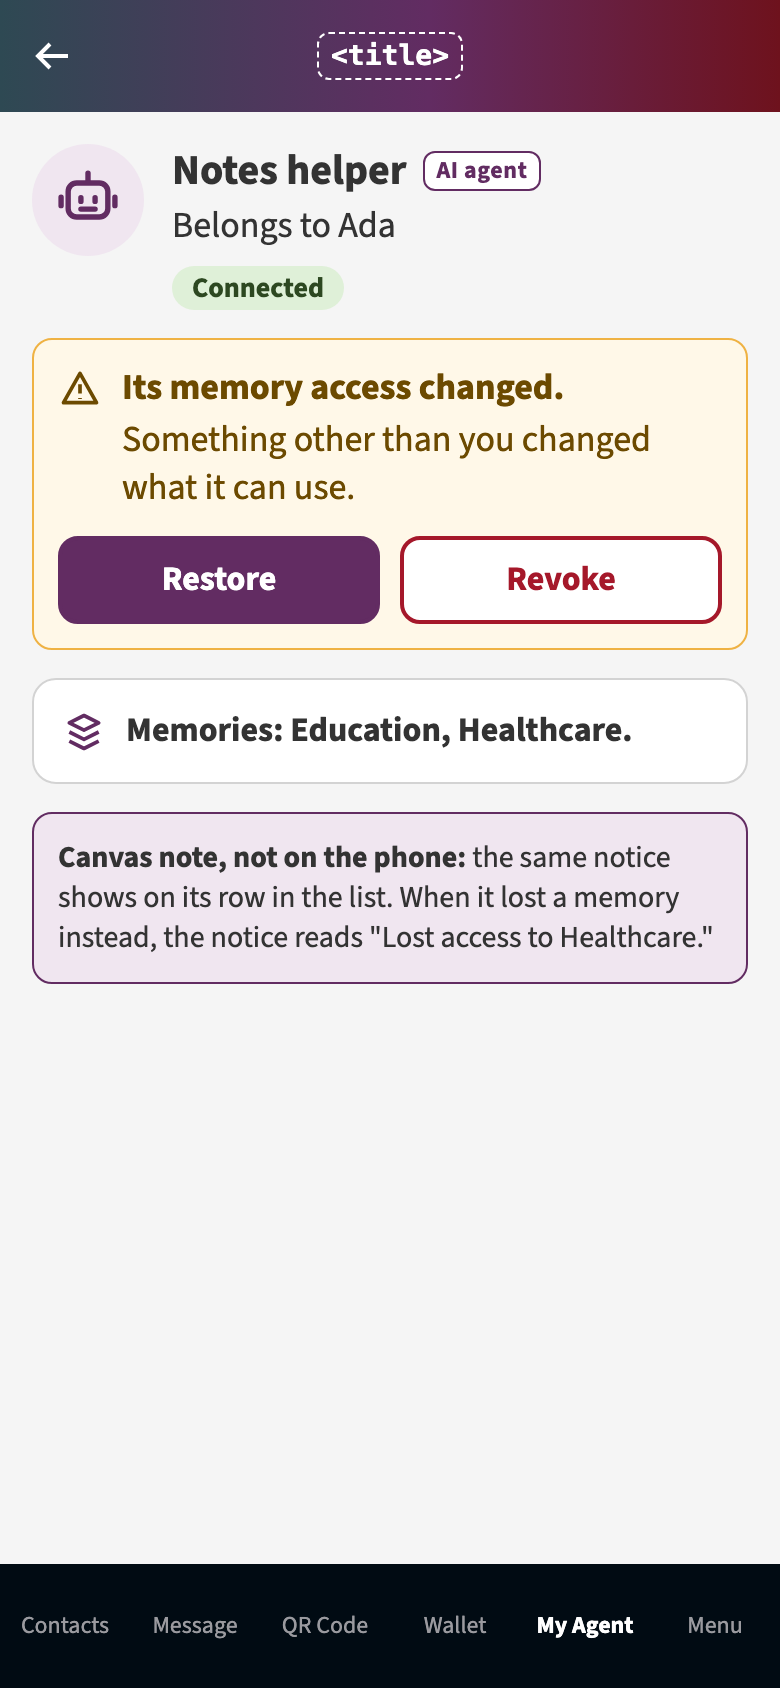 <title>
Notes helper AI agent
Belongs to Ada
Connected
Its memory access changed.
Something other than you changed
what it can use.
Restore Revoke
Memories: Education, Healthcare.
Canvas note, not on the phone: the same notice
shows on its row in the list. When it lost a memory
instead, the notice reads "Lost access to Healthcare."
Contacts Message QR Code Wallet My Agent Menu